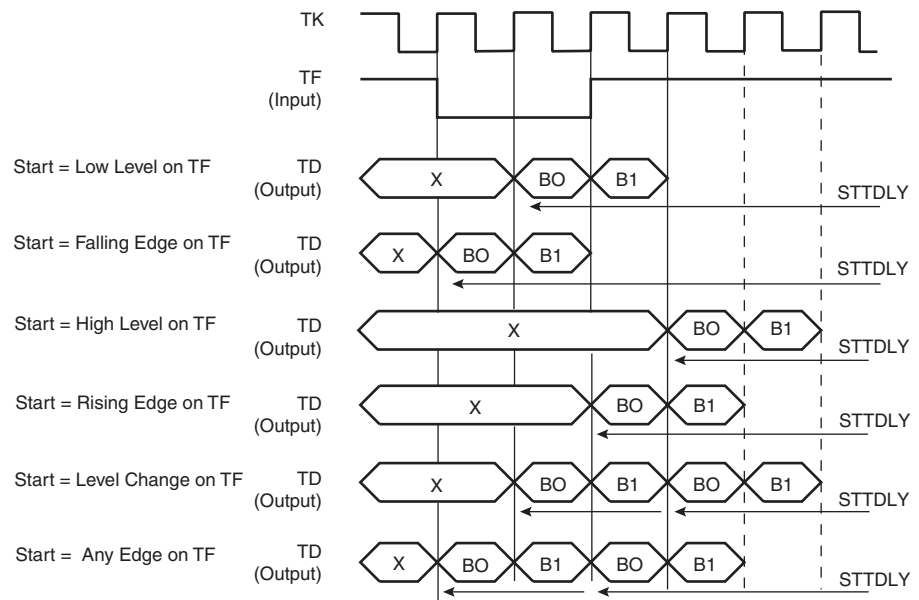 TK
TF
(Input)
Start = Low Level on TF
TD
(Output)
X
BO
B1
STTDLY
Start = Falling Edge on TF
TD
(Output)
X
BO
B1
STTDLY
Start = High Level on TF
TD
(Output)
X
BO
B1
STTDLY
Start = Rising Edge on TF
TD
(Output)
X
BO
B1
STTDLY
Start = Level Change on TF
TD
(Output)
X
BO
B1
BO
B1
STTDLY
Start = Any Edge on TF
TD
(Output)
X
BO
B1
BO
B1
STTDLY